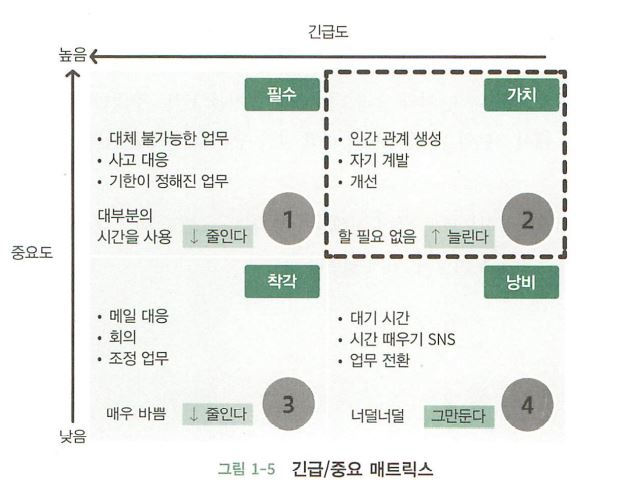 긴급도
높음
필수
• 대체 불가능한 업무
• 사고 대응
• 기한이 정해진 업무
대부분의
시간을 사용 ↓ 줄인다
1
가치
• 인간 관계 생성
• 자기 계발
• 개선
할 필요 없음 ↑ 늘린다
2
중요도
착각
• 메일 대응
• 회의
• 조정 업무
매우 바쁨 ↓ 줄인다
3
낭비
• 대기 시간
• 시간 때우기 SNS
• 업무 전환
너덜너덜 그만둔다
4
낮음
그림 1-5 긴급/중요 매트릭스